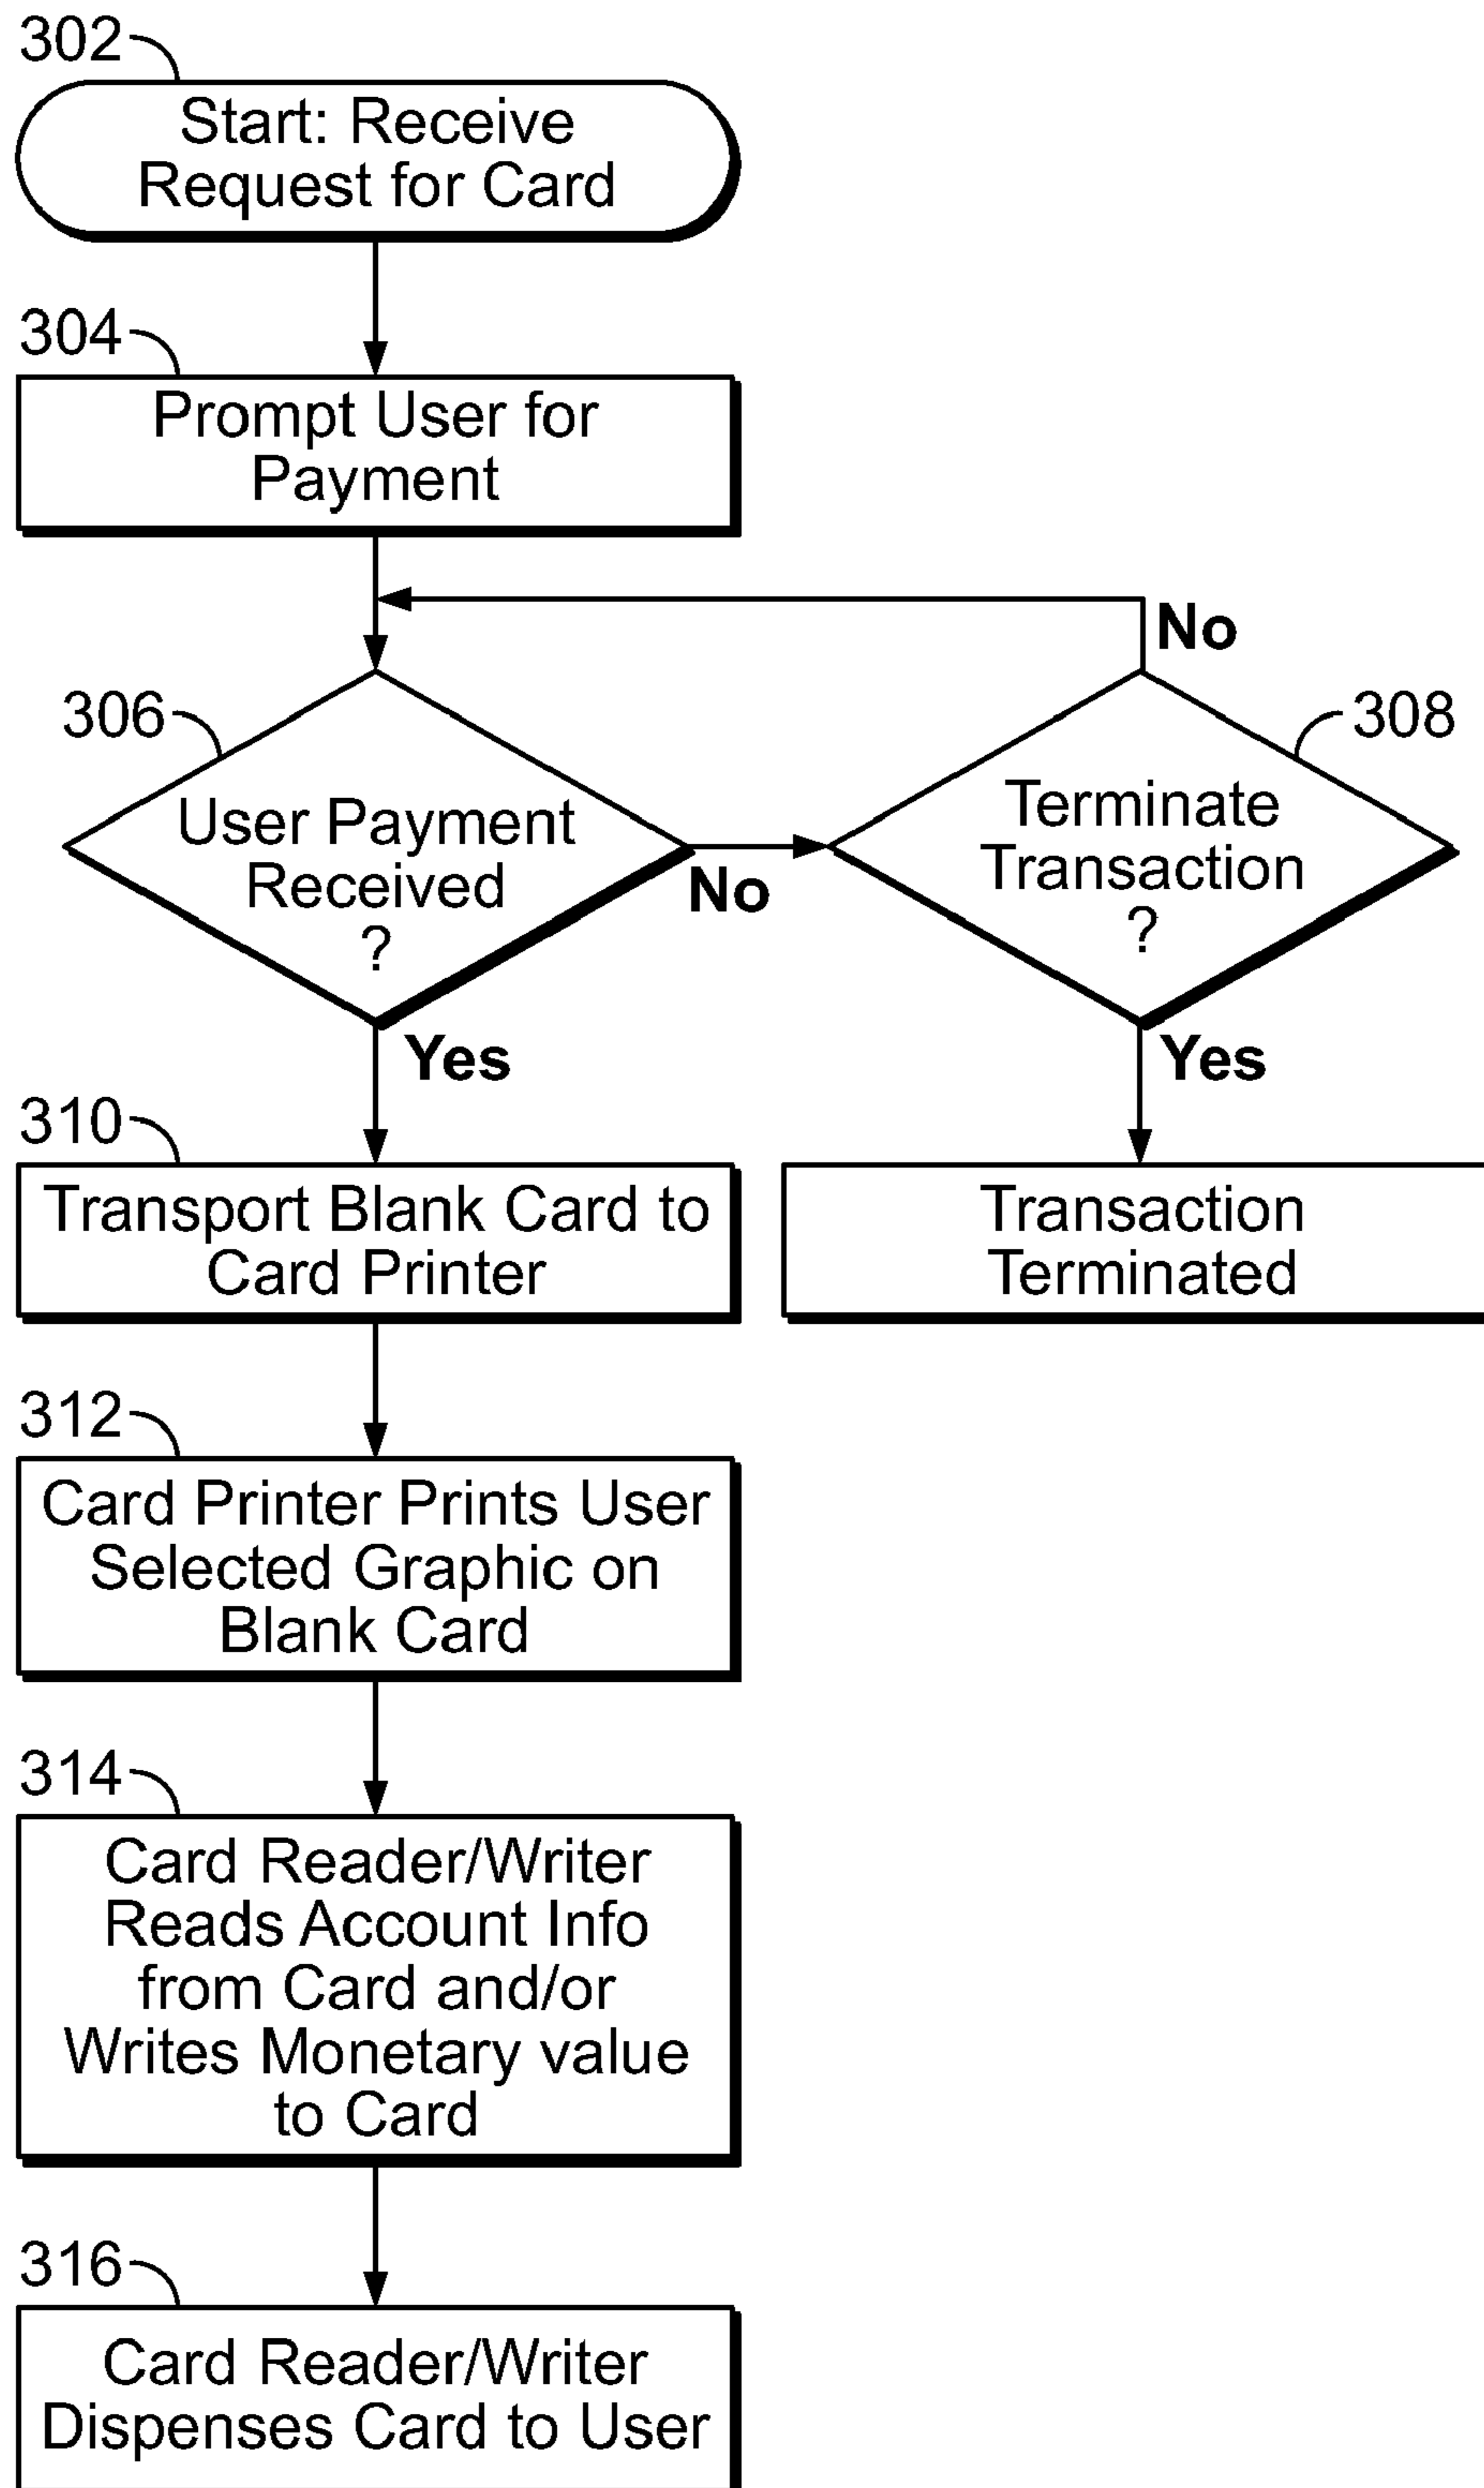 302
Start: Receive
Request for Card
304
Prompt User for
Payment
No
306
User Payment
Received
?
No
308
Terminate
Transaction
?
Yes
Yes
310
Transport Blank Card to
Card Printer
Transaction
Terminated
312
Card Printer Prints User
Selected Graphic on
Blank Card
314
Card Reader/Writer
Reads Account Info
from Card and/or
Writes Monetary value
to Card
316
Card Reader/Writer
Dispenses Card to User